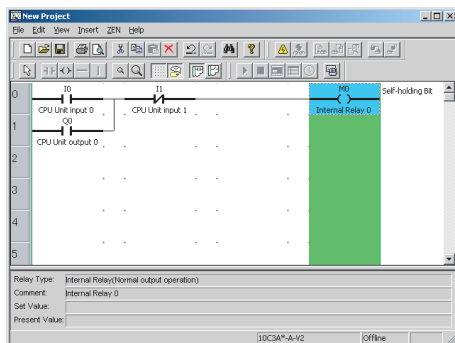 New Project
File Edit View Insert ZEN Help
0 I0 I1 M0 Self-holding Bit
CPU Unit input 0 CPU Unit input 1 Internal Relay 0
1 Q0
CPU Unit output 0
2
3
4
5
Relay Type: Internal Relay(Normal output operation)
Comment: Internal Relay 0
Set Value:
Present Value:
10C3A*-A-V2 Offline